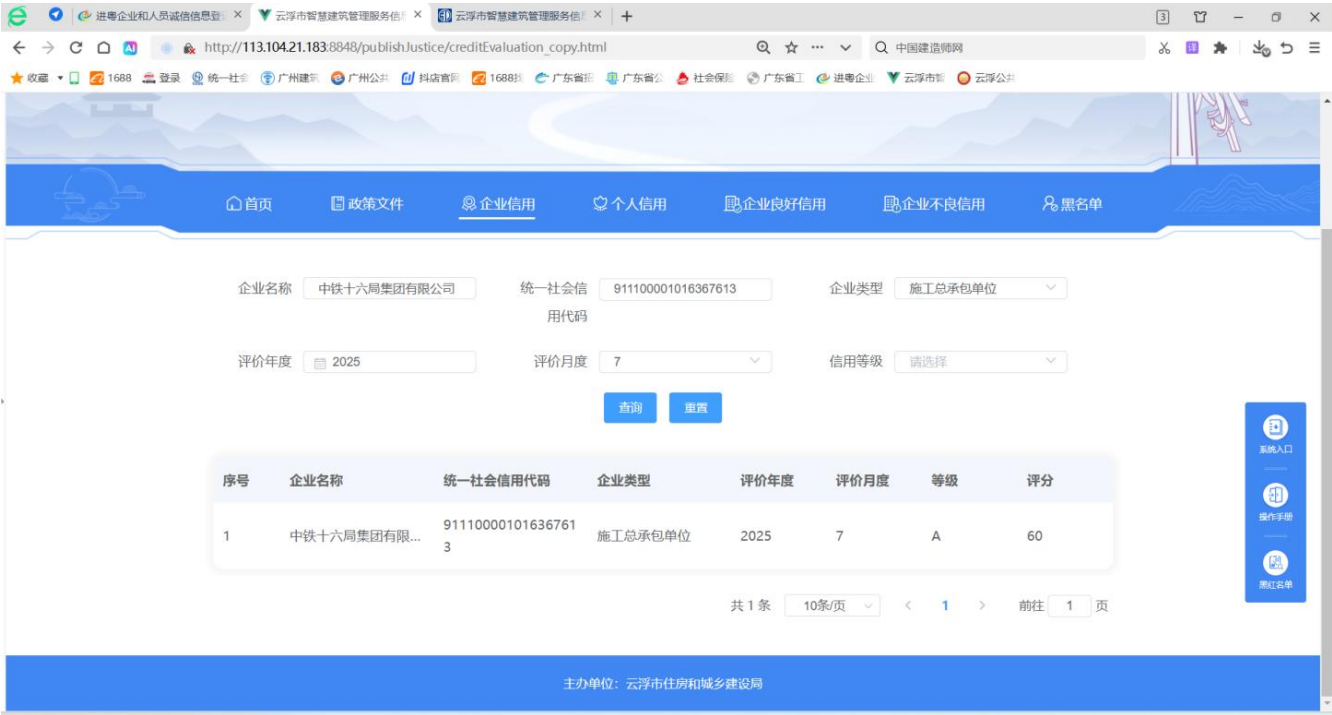 进粤企业和人员诚信信息登
云浮市智慧建筑管理服务信
云浮市智慧建筑管理服务信
3
http://113.104.21.183:8848/publishJustice/creditEvaluation_copy.html
中国建造师网
译
收藏 1688 登录 统一社会 广州建筑 广州公共 抖店官网 1688找 广东省招 广东省公 社会保险 广东省工 进粤企业 云浮市智 云浮公共
首页 政策文件 企业信用 个人信用 企业良好信用 企业不良信用 黑名单
企业名称 中铁十六局集团有限公司 统一社会信用代码 911100001016367613 企业类型 施工总承包单位
评价年度 2025 评价月度 7 信用等级 请选择
查询 重置
系统入口
操作手册
黑红名单
序号 企业名称 统一社会信用代码 企业类型 评价年度 评价月度 等级 评分
1 中铁十六局集团有限... 911100001016367613 施工总承包单位 2025 7 A 60
共 1 条 10条/页 < 1 > 前往 1 页
主办单位：云浮市住房和城乡建设局